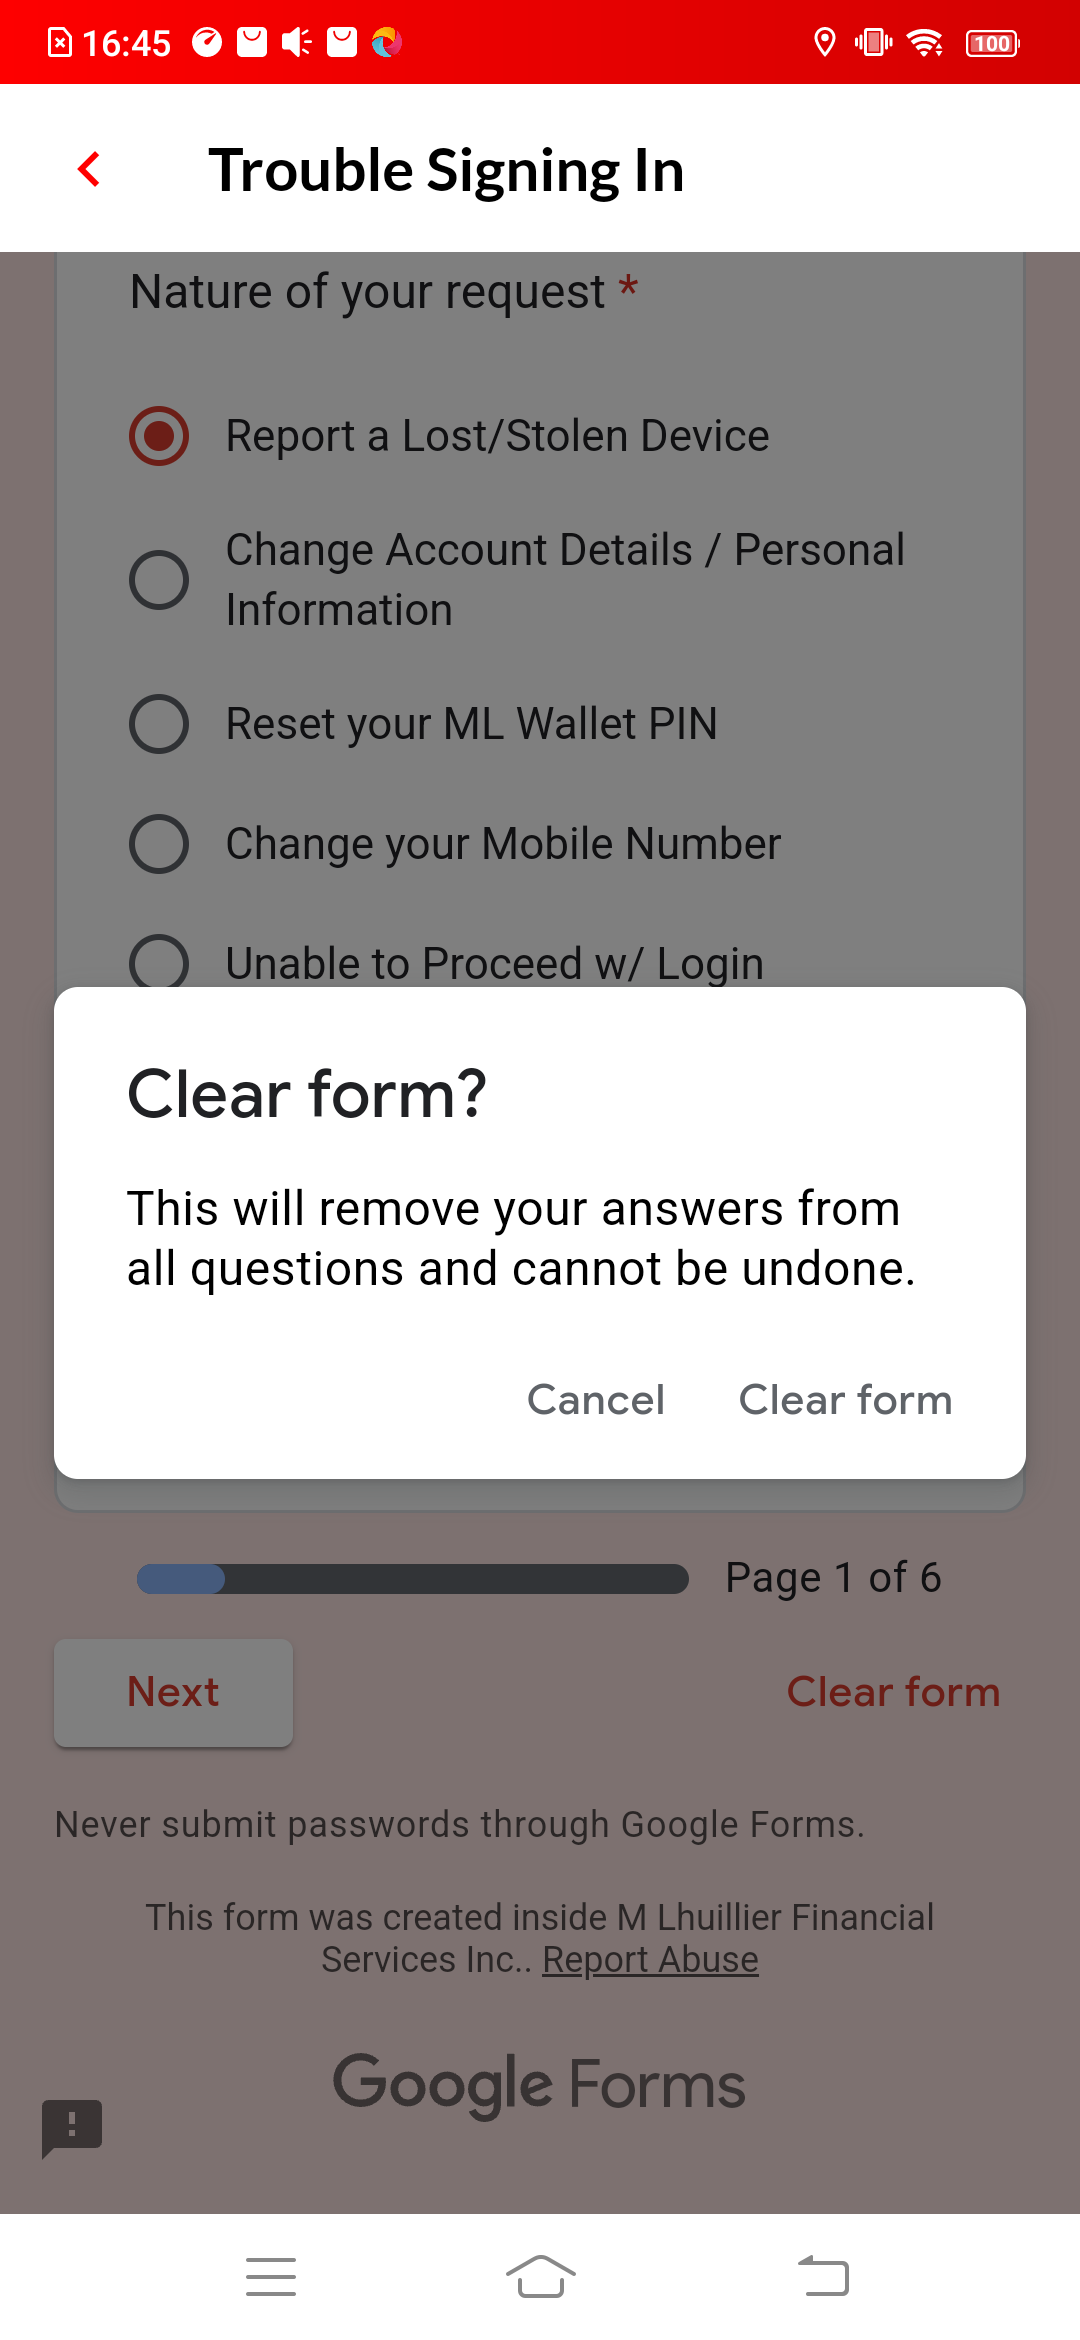 16:45
100
Trouble Signing In
Nature of your request *
Report a Lost/Stolen Device
Change Account Details / Personal
Information
Reset your ML Wallet PIN
Change your Mobile Number
Unable to Proceed w/ Login
Clear form?
This will remove your answers from
all questions and cannot be undone.
Cancel Clear form
Page 1 of 6
Next Clear form
Never submit passwords through Google Forms.
This form was created inside M Lhuillier Financial
Services Inc.. Report Abuse
Google Forms